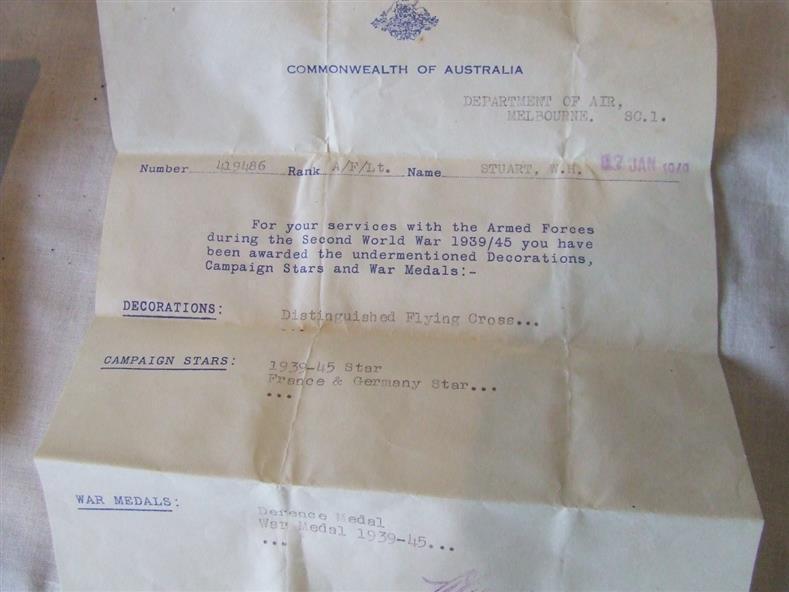 COMMONWEALTH OF AUSTRALIA
DEPARTMENT OF AIR,
MELBOURNE. SC.1.
Number 419486 Rank A/F/Lt. Name STUART, W.H. JAN
For your services with the Armed Forces
during the Second World War 1939/45 you have
been awarded the undermentioned Decorations,
Campaign Stars and War Medals:-
DECORATIONS: Distinguished Flying Cross...
...
CAMPAIGN STARS: 1939-45 Star
France & Germany Star...
...
WAR MEDALS: Defence Medal
War Medal 1939-45...
...